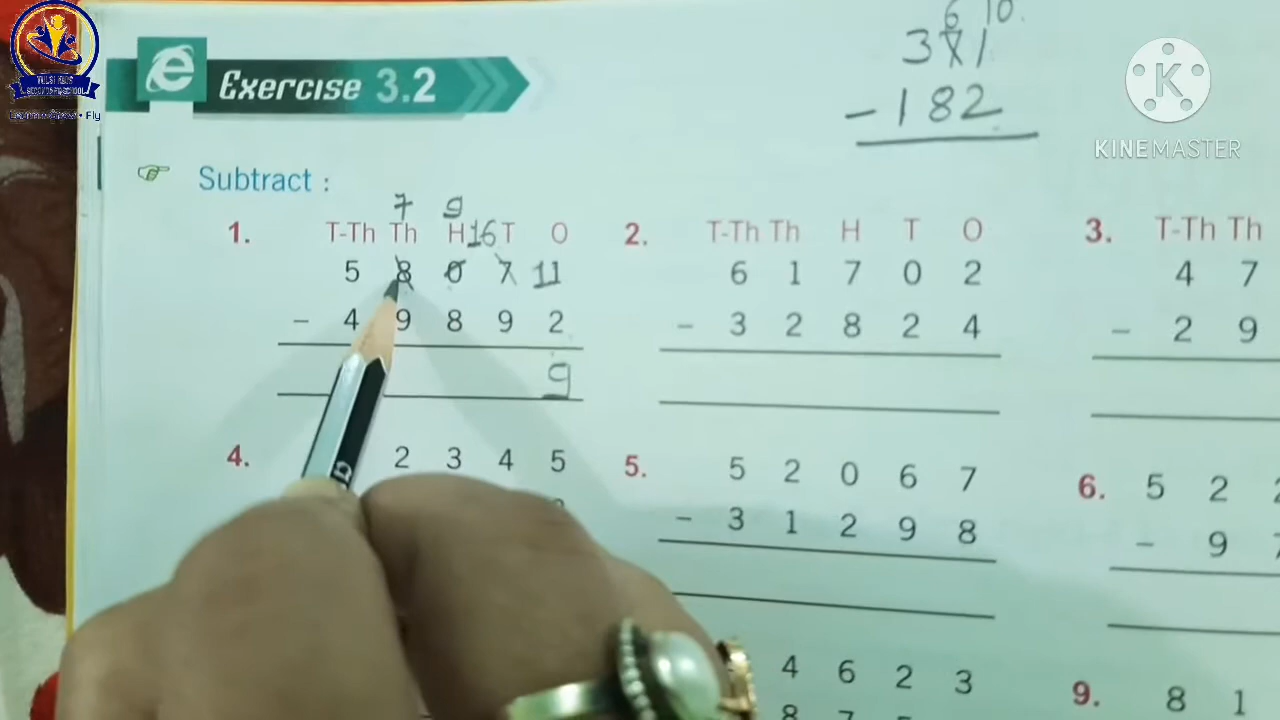 6 10.
3 7 1
Exercise 3.2
- 1 8 2
KINEMASTER
Subtract :
7 9
1. T-Th Th H 16 T O 2. T-Th Th H T O 3. T-Th Th
5 8 0 7 11 6 1 7 0 2 4 7
- 4 9 8 9 2 - 3 2 8 2 4 - 2 9
9
4. 2 3 4 5 5. 5 2 0 6 7 6. 5 2
- 3 1 2 9 8 - 9
4 6 2 3 9. 8 1